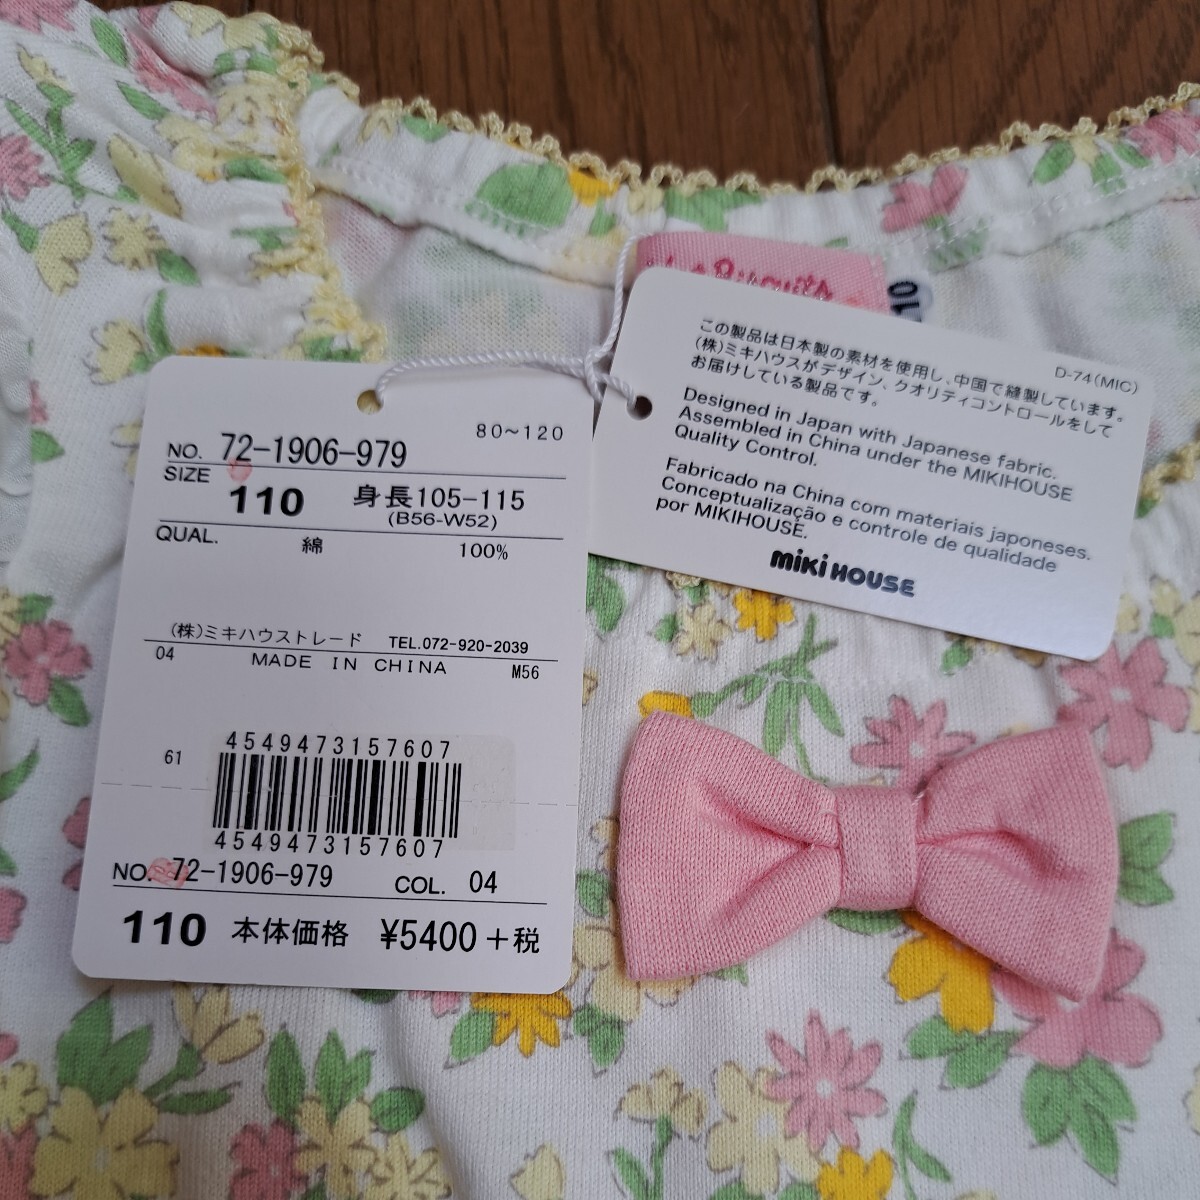 Biscuits
110
この製品は日本製の素材を使用し、中国で縫製しています。
(株)ミキハウスがデザイン、クオリティコントロールをして
お届けしている製品です。
D-74(MIC)
Designed in Japan with Japanese fabric.
Assembled in China under the MIKIHOUSE
Quality Control.
Fabricado na China com materiais japoneses.
Conceptualização e controle de qualidade
por MIKIHOUSE.
miki HOUSE
80~120
NO. 72-1906-979
SIZE
110 身長105-115
(B56-W52)
QUAL.
綿 100%
(株)ミキハウストレード TEL.072-920-2039
04 MADE IN CHINA M56
61
4549473157607
4549473157607
NO. 72-1906-979 COL. 04
110 本体価格 ¥5400+税